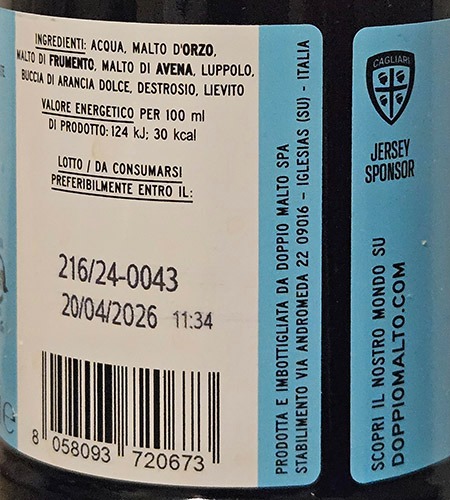 INGREDIENTI: ACQUA, MALTO D'ORZO,
MALTO DI FRUMENTO, MALTO DI AVENA, LUPPOLO,
BUCCIA DI ARANCIA DOLCE, DESTROSIO, LIEVITO
VALORE ENERGETICO PER 100 ml
DI PRODOTTO: 124 kJ; 30 kcal
LOTTO / DA CONSUMARSI
PREFERIBILMENTE ENTRO IL:
216/24-0043
20/04/2026 11:34
8 058093 720673
PRODOTTA E IMBOTTIGLIATA DA DOPPIO MALTO SPA
STABILIMENTO VIA ANDROMEDA 22 09016 - IGLESIAS (SU) - ITALIA
CAGLIARI
JERSEY
SPONSOR
SCOPRI IL NOSTRO MONDO SU
DOPPIOMALTO.COM